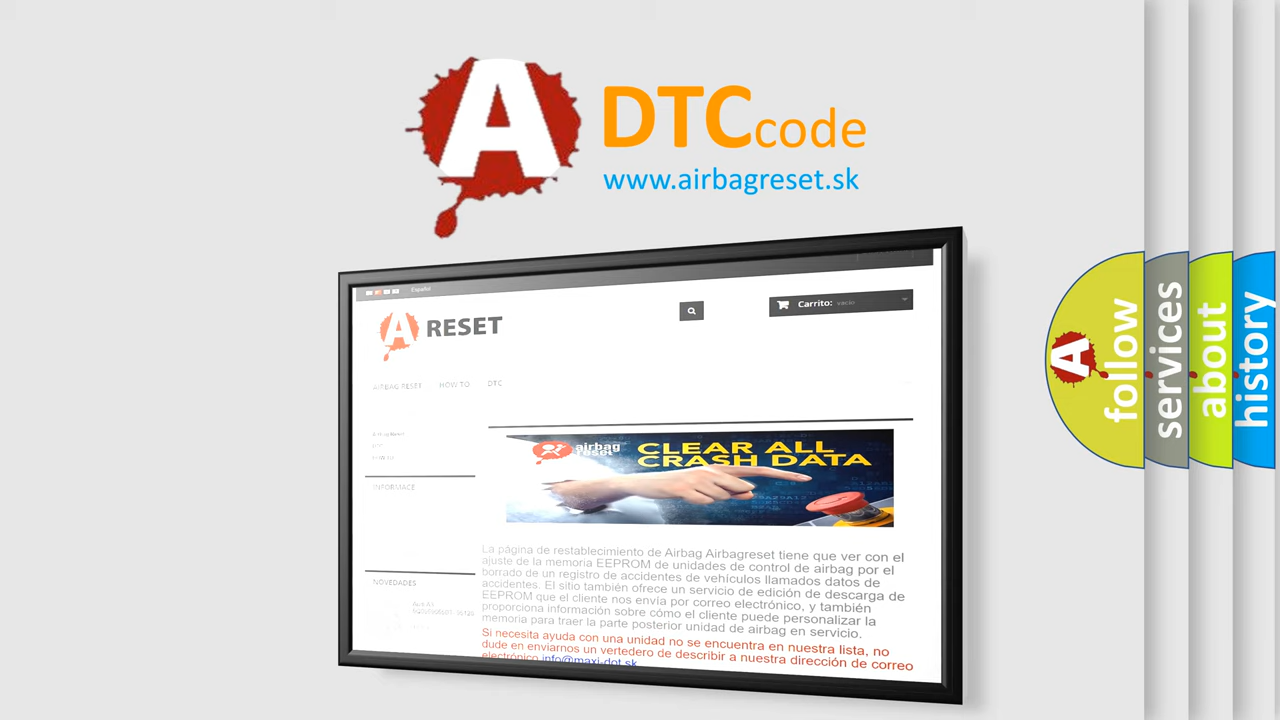 A
DTC code
www.airbagreset.sk
Español
A RESET
Carrito: vacío
AIRBAG RESET HOW TO DTC
INFORMACE
NOVEDADES
airbag
reset
CLEAR ALL
CRASH DATA
La página de restablecimiento de Airbag Airbagreset tiene que ver con el
ajuste de la memoria EEPROM de unidades de control de airbag por el
borrado de un registro de accidentes de vehículos llamados datos de
accidentes. El sitio también ofrece un servicio de edición de descarga de
EEPROM que el cliente nos envía por correo electrónico, y también
proporciona información sobre cómo el cliente puede personalizar la
memoria para traer la parte posterior unidad de airbag en servicio.
Si necesita ayuda con una unidad no se encuentra en nuestra lista, no
dude en enviarnos un vertedero de describir a nuestra dirección de correo
electrónico info@maxi-dot.sk
A
follow
services
about
history